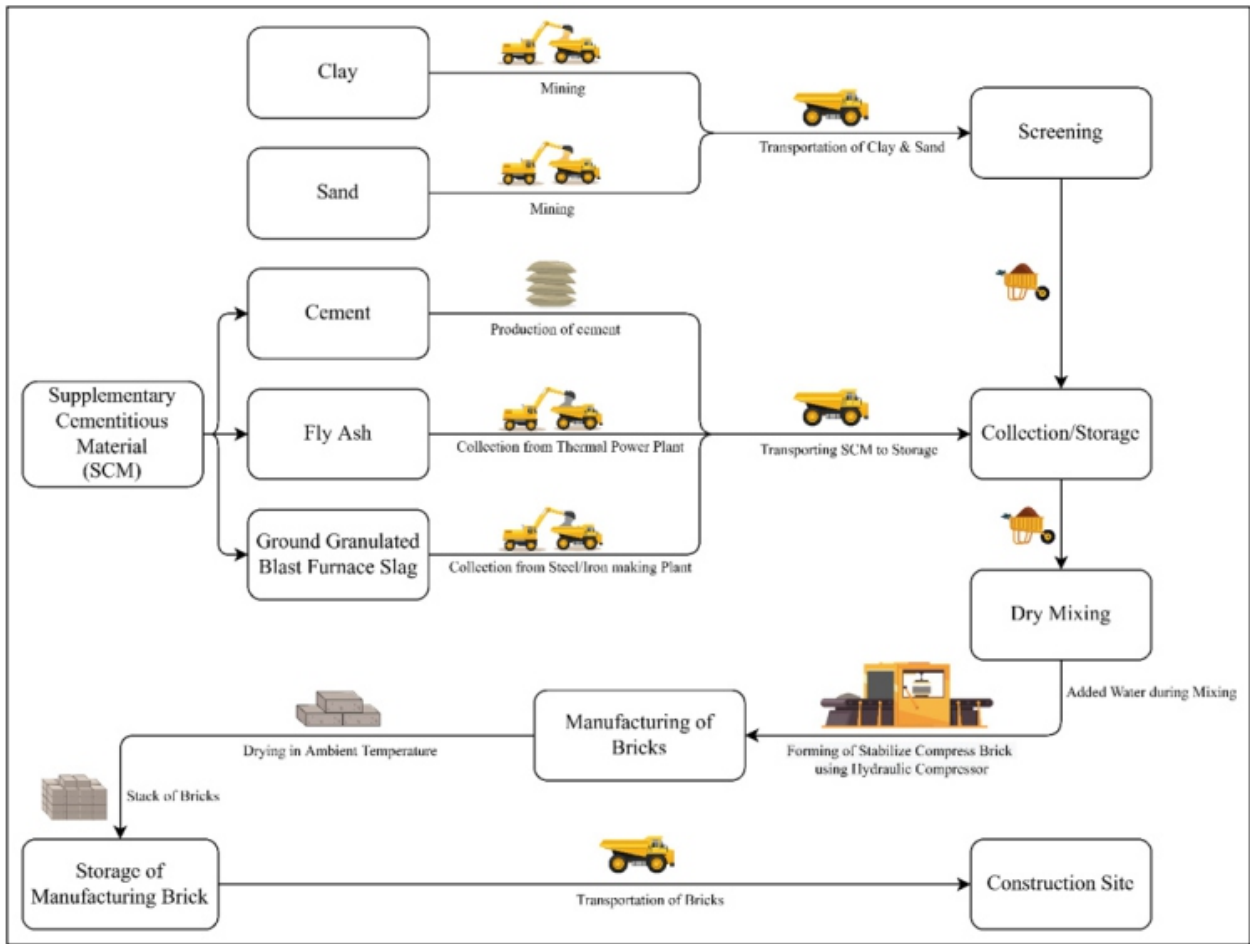 Clay
Mining
Transportation of Clay & Sand
Screening
Sand
Mining
Cement
Production of cement
Supplementary
Cementitious
Material
(SCM)
Fly Ash
Collection from Thermal Power Plant
Transporting SCM to Storage
Collection/Storage
Ground Granulated
Blast Furnace Slag
Collection from Steel/Iron making Plant
Dry Mixing
Added Water during Mixing
Forming of Stabilize Compress Brick
using Hydraulic Compressor
Manufacturing of
Bricks
Drying in Ambient Temperature
Stack of Bricks
Storage of
Manufacturing Brick
Transportation of Bricks
Construction Site